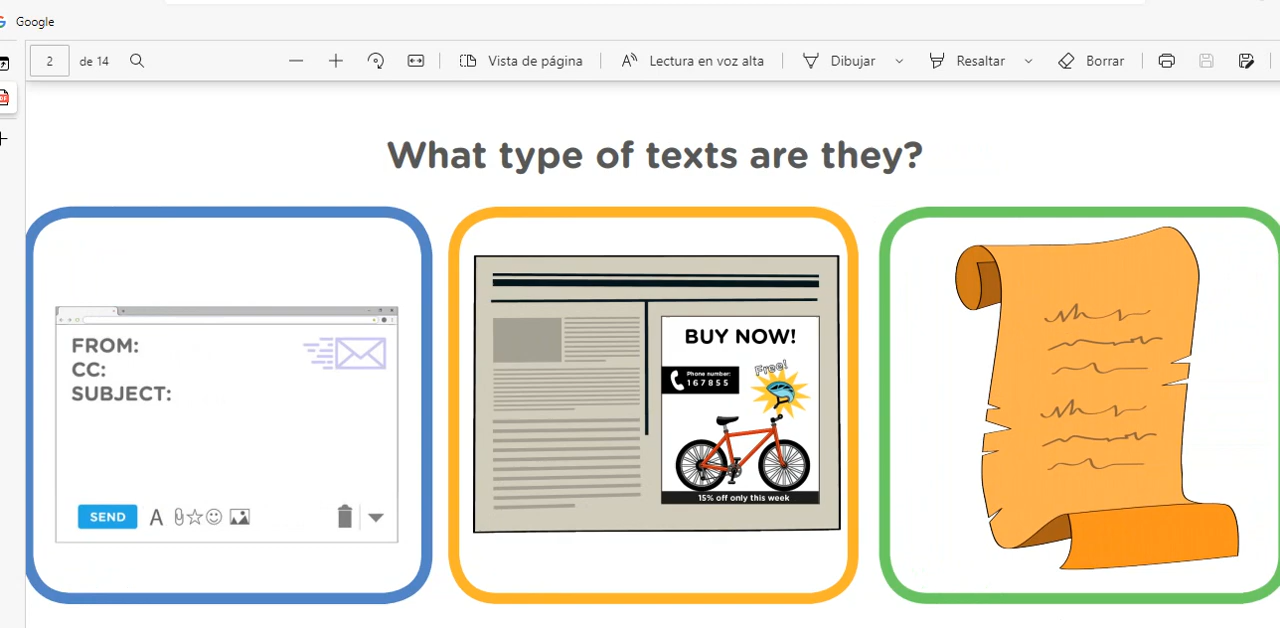 Google
2 de 14 Vista de página Lectura en voz alta Dibujar Resaltar Borrar
What type of texts are they?
FROM:
CC:
SUBJECT:
SEND A
BUY NOW!
Free!
Phone number:
167855
15% off only this week